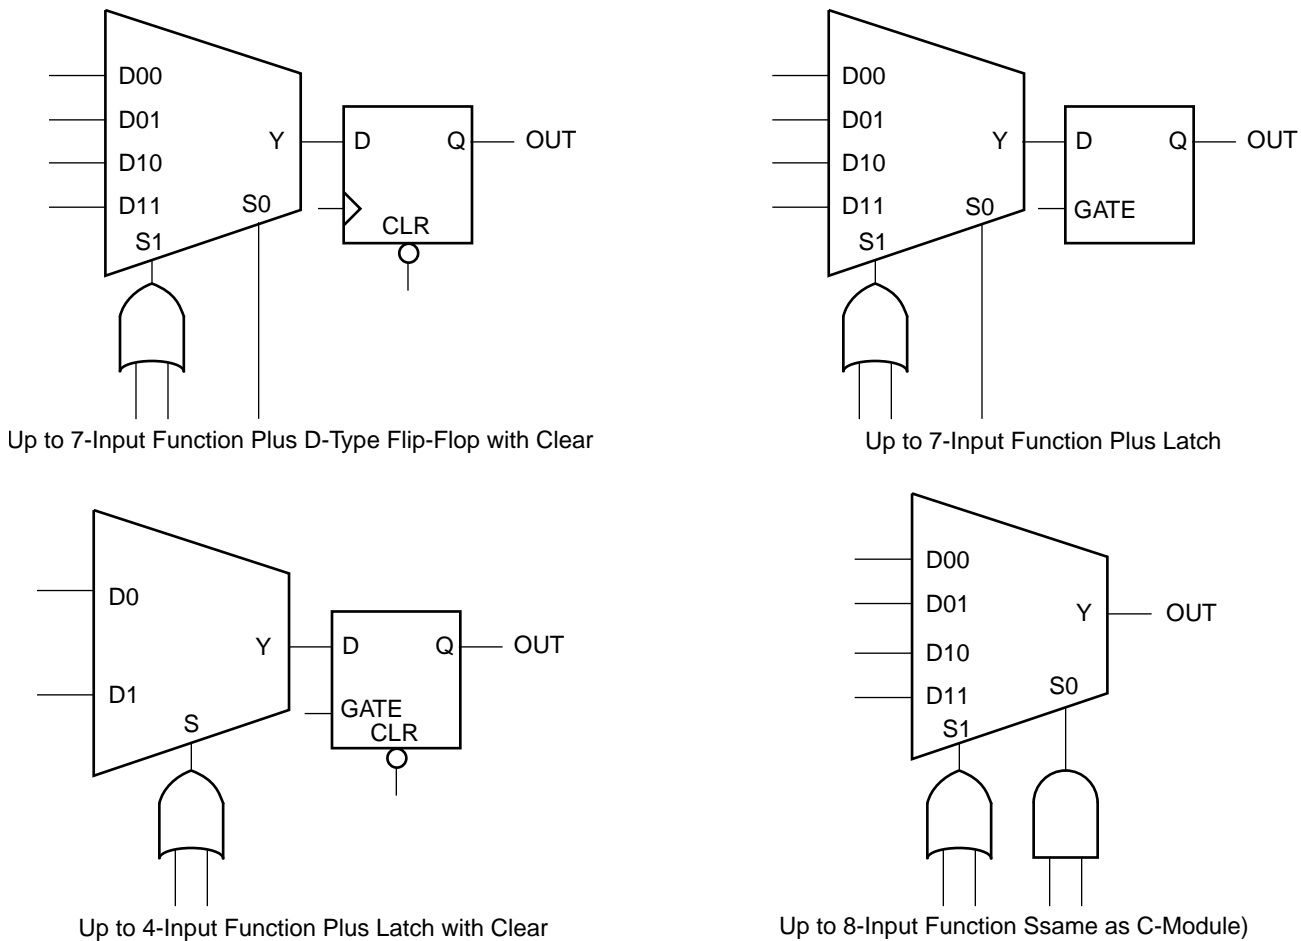 D00
D01
D10
D11
Y
S0
S1
D
Q
CLR
OUT
Up to 7-Input Function Plus D-Type Flip-Flop with Clear
D00
D01
D10
D11
Y
S0
S1
D
Q
GATE
OUT
Up to 7-Input Function Plus Latch
D0
D1
Y
S
D
Q
GATE
CLR
OUT
Up to 4-Input Function Plus Latch with Clear
D00
D01
D10
D11
Y
S0
S1
OUT
Up to 8-Input Function Ssame as C-Module)